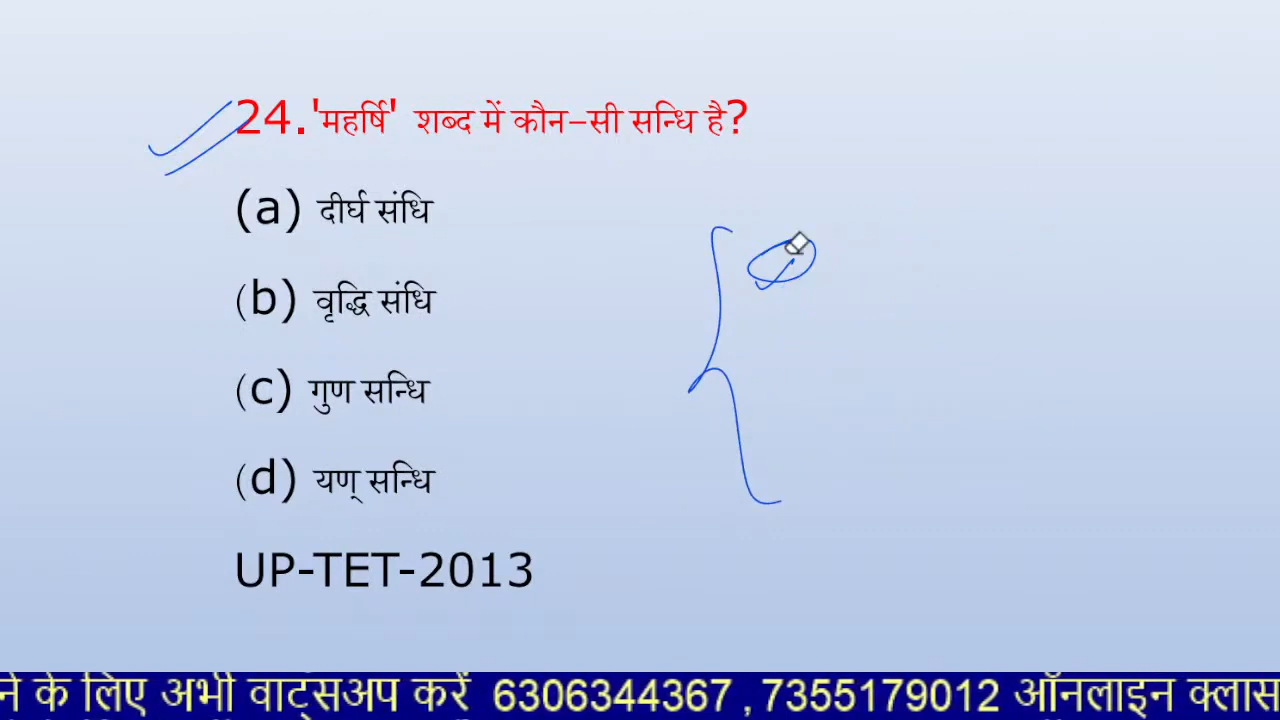 24.'महर्षि' शब्द में कौन-सी सन्धि है?
(a) दीर्घ संधि
(b) वृद्धि संधि
(c) गुण सन्धि
(d) यण् सन्धि
UP-TET-2013
ने के लिए अभी वाट्सअप करें 6306344367 ,7355179012 ऑनलाइन क्लास